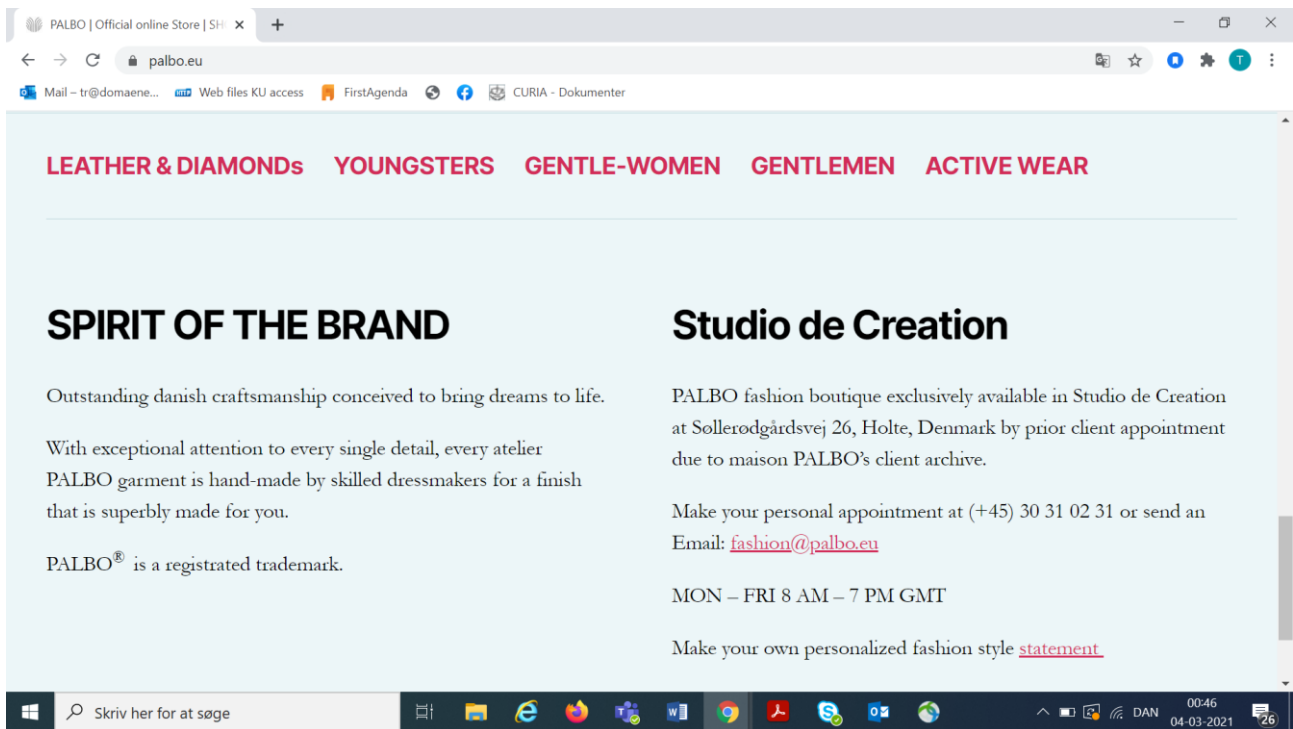 PALBO | Official online Store | SH
palbo.eu
Mail – tr@domaene...
Web files KU access
FirstAgenda
CURIA - Dokumenter
LEATHER & DIAMONDs YOUNGSTERS GENTLE-WOMEN GENTLEMEN ACTIVE WEAR
SPIRIT OF THE BRAND
Outstanding danish craftsmanship conceived to bring dreams to life.
With exceptional attention to every single detail, every atelier
PALBO garment is hand-made by skilled dressmakers for a finish
that is superbly made for you.
PALBO® is a registrated trademark.
Studio de Creation
PALBO fashion boutique exclusively available in Studio de Creation
at Søllerødgårdsvej 26, Holte, Denmark by prior client appointment
due to maison PALBO’s client archive.
Make your personal appointment at (+45) 30 31 02 31 or send an
Email: fashion@palbo.eu
MON – FRI 8 AM – 7 PM GMT
Make your own personalized fashion style statement
Skriv her for at søge
DAN
00:46
04-03-2021
26